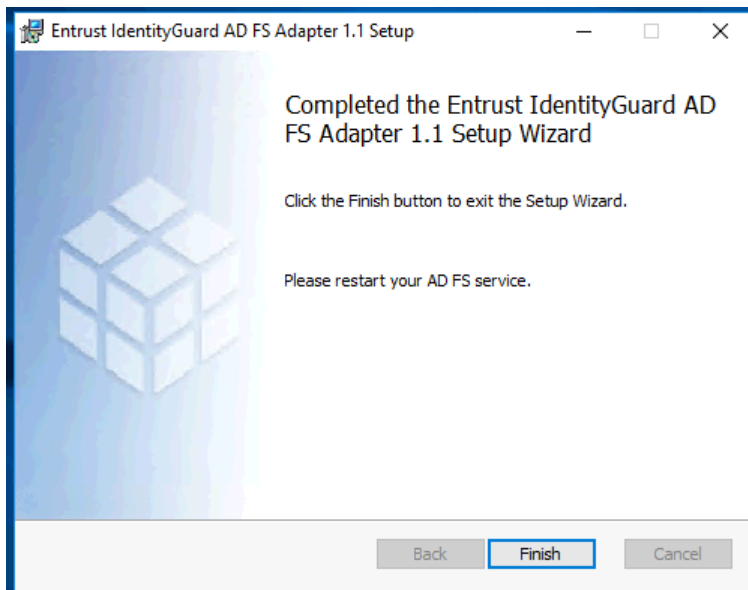 Entrust IdentityGuard AD FS Adapter 1.1 Setup
Completed the Entrust IdentityGuard AD
FS Adapter 1.1 Setup Wizard
Click the Finish button to exit the Setup Wizard.
Please restart your AD FS service.
Back Finish Cancel